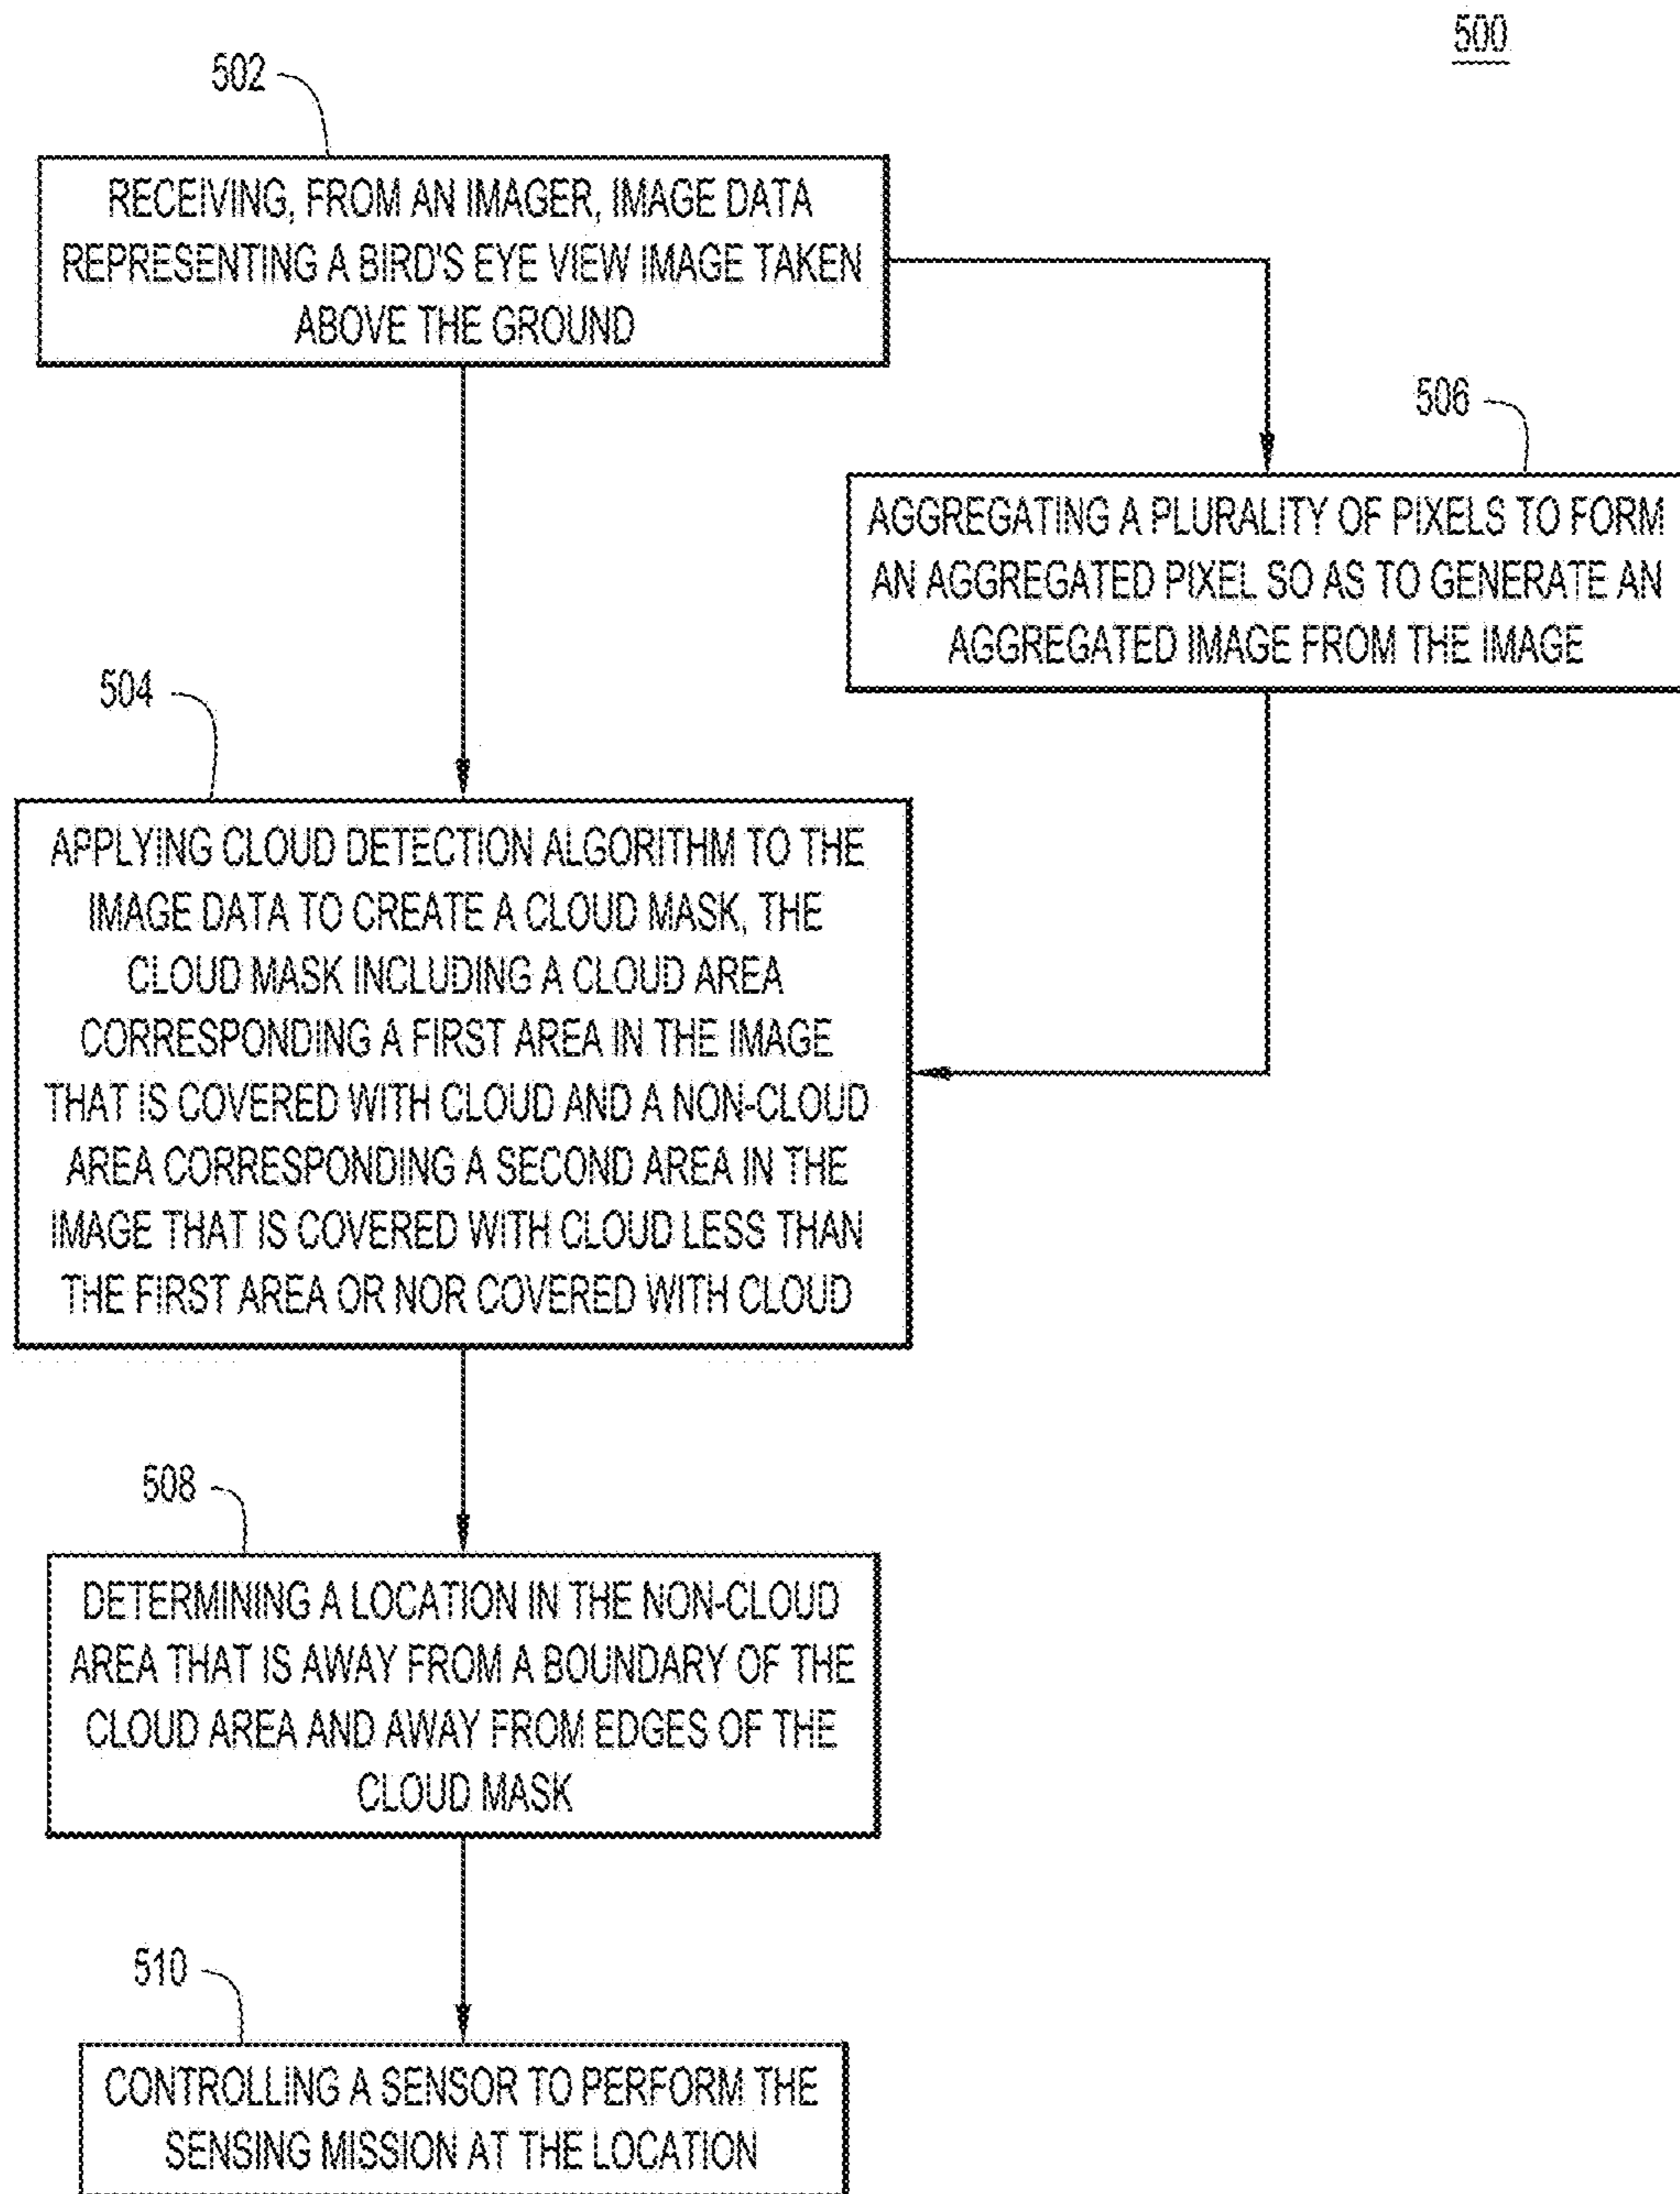 500
502
RECEIVING, FROM AN IMAGER, IMAGE DATA
REPRESENTING A BIRD'S EYE VIEW IMAGE TAKEN
ABOVE THE GROUND
506
AGGREGATING A PLURALITY OF PIXELS TO FORM
AN AGGREGATED PIXEL SO AS TO GENERATE AN
AGGREGATED IMAGE FROM THE IMAGE
504
APPLYING CLOUD DETECTION ALGORITHM TO THE
IMAGE DATA TO CREATE A CLOUD MASK, THE
CLOUD MASK INCLUDING A CLOUD AREA
CORRESPONDING A FIRST AREA IN THE IMAGE
THAT IS COVERED WITH CLOUD AND A NON-CLOUD
AREA CORRESPONDING A SECOND AREA IN THE
IMAGE THAT IS COVERED WITH CLOUD LESS THAN
THE FIRST AREA OR NOR COVERED WITH CLOUD
508
DETERMINING A LOCATION IN THE NON-CLOUD
AREA THAT IS AWAY FROM A BOUNDARY OF THE
CLOUD AREA AND AWAY FROM EDGES OF THE
CLOUD MASK
510
CONTROLLING A SENSOR TO PERFORM THE
SENSING MISSION AT THE LOCATION